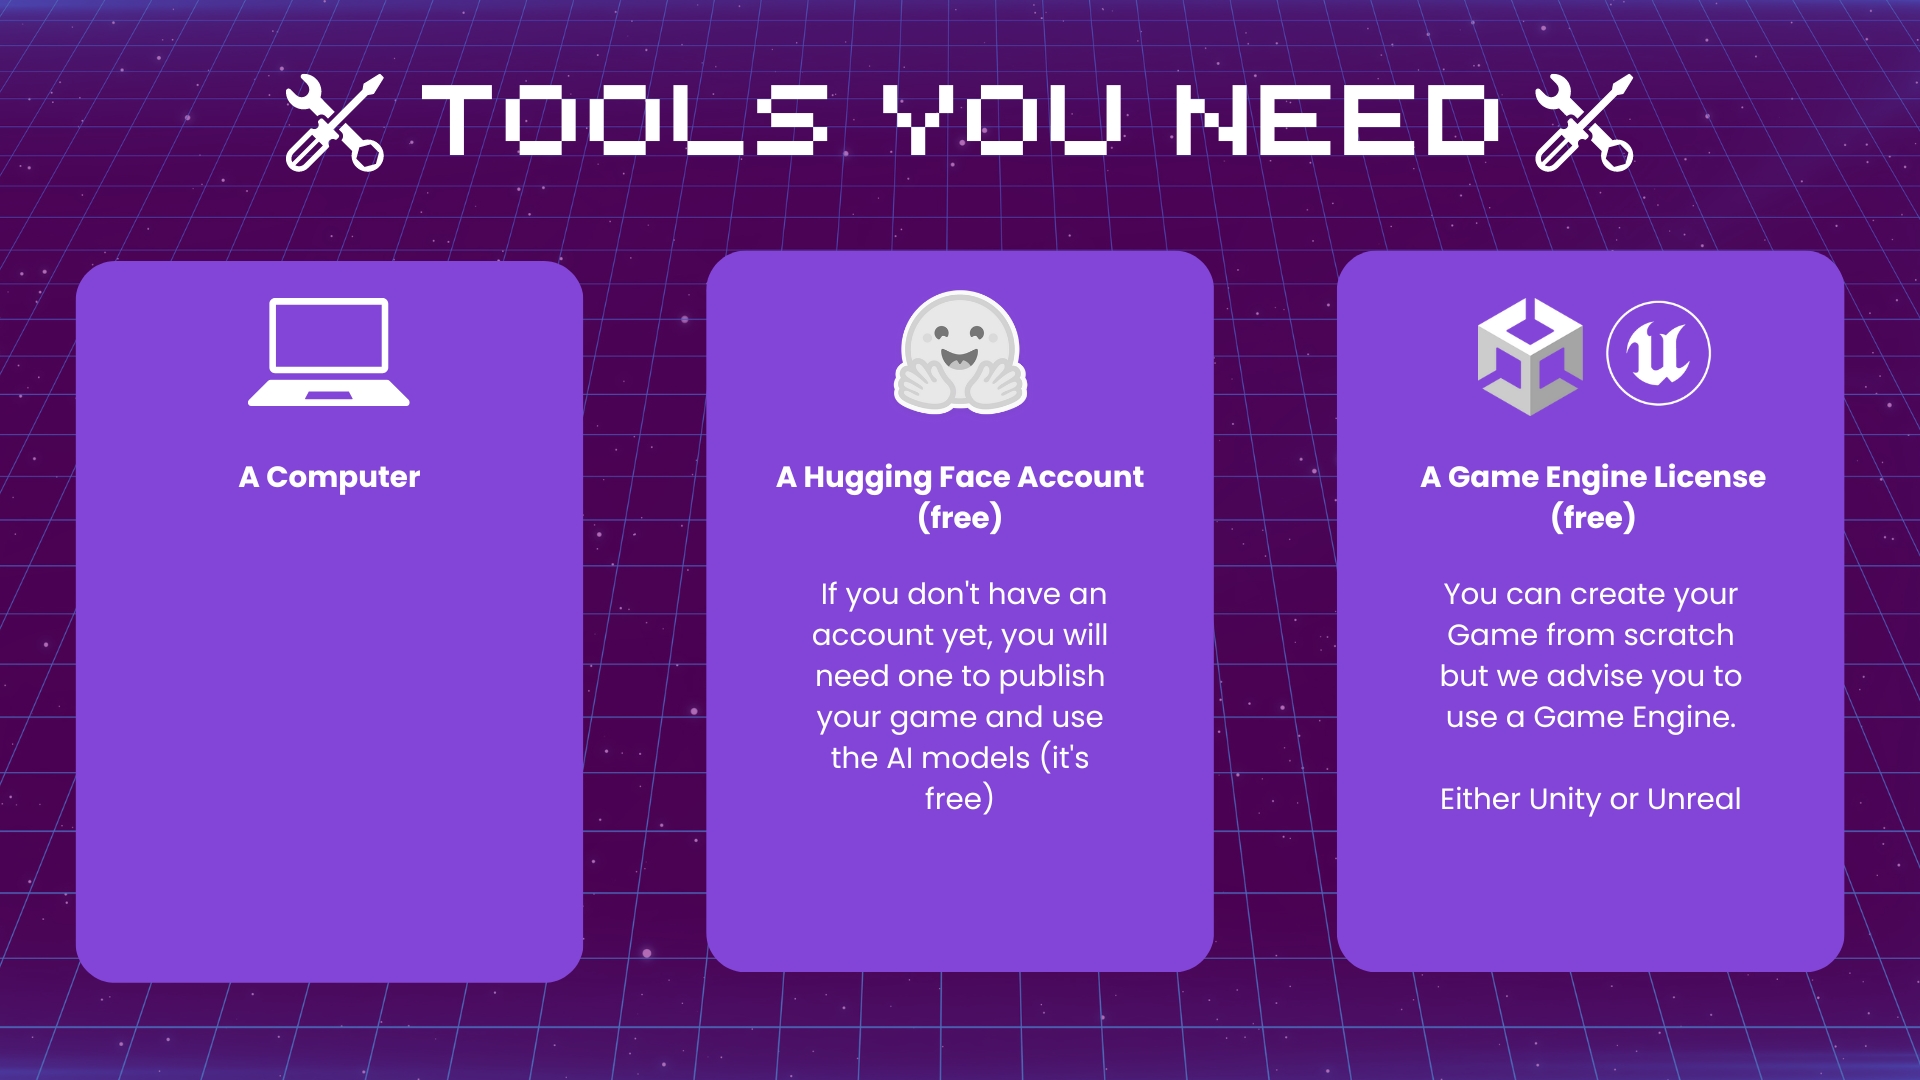 TOOLS YOU NEED
A Computer
A Hugging Face Account
(free)
If you don't have an
account yet, you will
need one to publish
your game and use
the AI models (it's
free)
A Game Engine License
(free)
You can create your
Game from scratch
but we advise you to
use a Game Engine.
Either Unity or Unreal